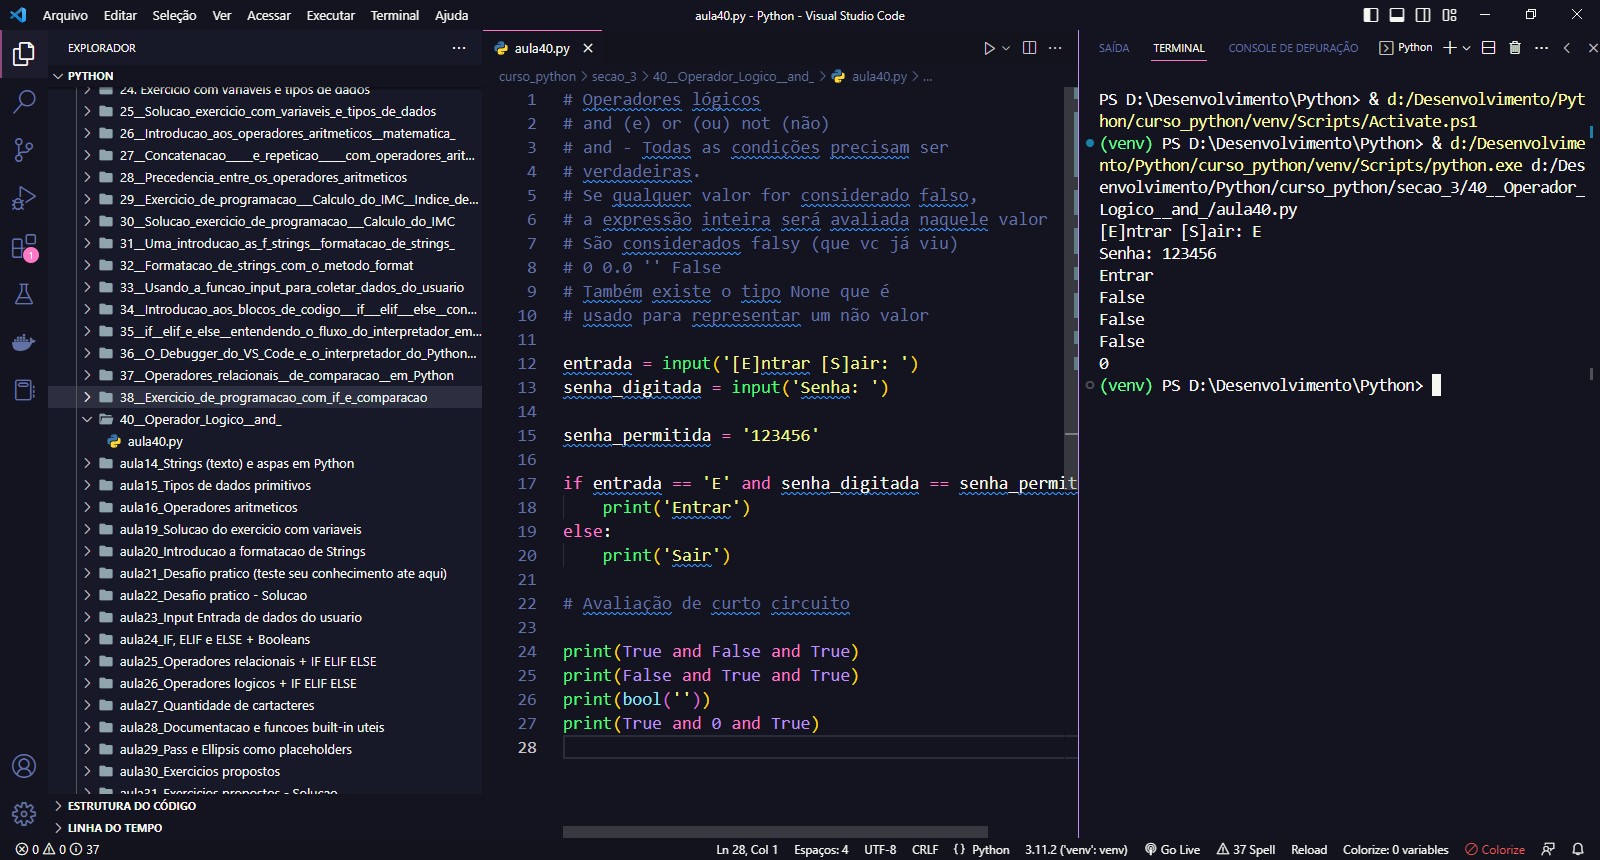 Arquivo Editar Seleção Ver Acessar Executar Terminal Ajuda
aula40.py - Python - Visual Studio Code
EXPLORADOR
PYTHON
24. Exercicio com variaveis e tipos de dados
25__Solucao_exercicio_com_variaveis_e_tipos_de_dados
26__Introducao_aos_operadores_aritmeticos__matematica_
27__Concatenacao____e_repeticao____com_operadores_arit...
28__Precedencia_entre_os_operadores_aritmeticos
29__Exercicio_de_programacao___Calculo_do_IMC__Indice_de...
30__Solucao_exercicio_de_programacao___Calculo_do_IMC
31__Uma_introducao_as_f_strings__formatacao_de_strings_
32__Formatacao_de_strings_com_o_metodo_format
33__Usando_a_funcao_input_para_coletar_dados_do_usuario
34__Introducao_aos_blocos_de_codigo___if___elif___else__con...
35__if__elif_e_else__entendendo_o_fluxo_do_interpretador_em...
36__O_Debugger_do_VS_Code_e_o_interpretador_do_Python...
37__Operadores_relacionais__de_comparacao__em_Python
38__Exercicio_de_programacao_com_if_e_comparacao
40__Operador_Logico__and_
aula40.py
aula14_Strings (texto) e aspas em Python
aula15_Tipos de dados primitivos
aula16_Operadores aritmeticos
aula19_Solucao do exercicio com variaveis
aula20_Introducao a formatacao de Strings
aula21_Desafio pratico (teste seu conhecimento ate aqui)
aula22_Desafio pratico - Solucao
aula23_Input Entrada de dados do usuario
aula24_IF, ELIF e ELSE + Booleans
aula25_Operadores relacionais + IF ELIF ELSE
aula26_Operadores logicos + IF ELIF ELSE
aula27_Quantidade de cartacteres
aula28_Documentacao e funcoes built-in uteis
aula29_Pass e Ellipsis como placeholders
aula30_Exercicios propostos
aula31_Exercicios propostos - Solucao
ESTRUTURA DO CÓDIGO
LINHA DO TEMPO
1
aula40.py
curso_python > secao_3 > 40__Operador_Logico__and_ > aula40.py > ...
1 # Operadores lógicos
2 # and (e) or (ou) not (não)
3 # and - Todas as condições precisam ser
4 # verdadeiras.
5 # Se qualquer valor for considerado falso,
6 # a expressão inteira será avaliada naquele valor
7 # São considerados falsy (que vc já viu)
8 # 0 0.0 '' False
9 # Também existe o tipo None que é
10 # usado para representar um não valor
11
12 entrada = input('[E]ntrar [S]air: ')
13 senha_digitada = input('Senha: ')
14
15 senha_permitida = '123456'
16
17 if entrada == 'E' and senha_digitada == senha_permit
18 print('Entrar')
19 else:
20 print('Sair')
21
22 # Avaliação de curto circuito
23
24 print(True and False and True)
25 print(False and True and True)
26 print(bool(''))
27 print(True and 0 and True)
28
SAÍDA TERMINAL CONSOLE DE DEPURAÇÃO Python
PS D:\Desenvolvimento\Python> & d:/Desenvolvimento/Pyt
hon/curso_python/venv/Scripts/Activate.ps1
(venv) PS D:\Desenvolvimento\Python> & d:/Desenvolvime
nto/Python/curso_python/venv/Scripts/python.exe d:/Des
envolvimento/Python/curso_python/secao_3/40__Operador_
Logico__and_/aula40.py
[E]ntrar [S]air: E
Senha: 123456
Entrar
False
False
False
0
(venv) PS D:\Desenvolvimento\Python>
0 0 37 Ln 28, Col 1 Espaços: 4 UTF-8 CRLF Python 3.11.2 ('venv': venv) Go Live 37 Spell Reload Colorize: 0 variables Colorize